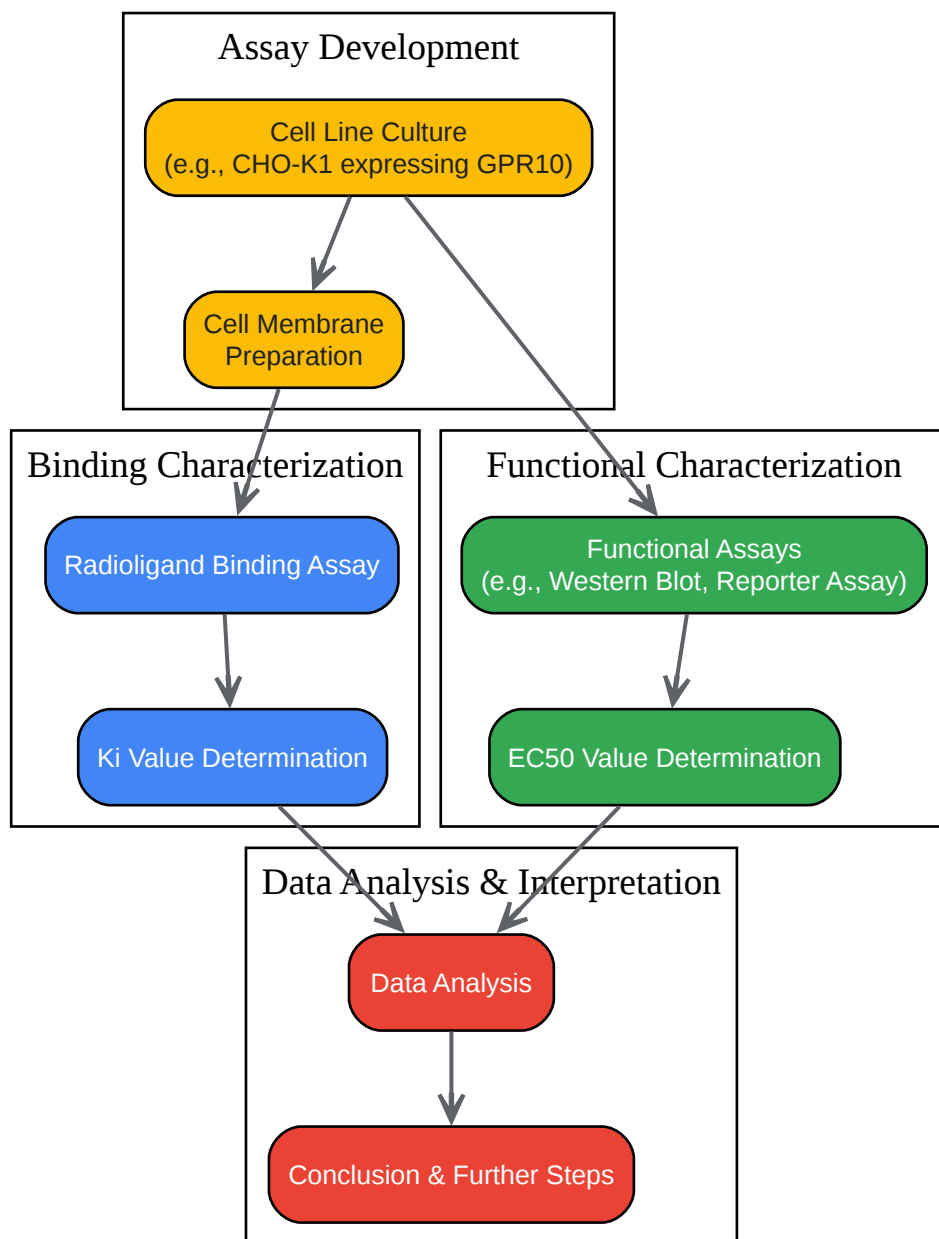 Assay Development
Cell Line Culture
(e.g., CHO-K1 expressing GPR10)
Cell Membrane
Preparation
Binding Characterization
Radioligand Binding Assay
Ki Value Determination
Functional Characterization
Functional Assays
(e.g., Western Blot, Reporter Assay)
EC50 Value Determination
Data Analysis & Interpretation
Data Analysis
Conclusion & Further Steps